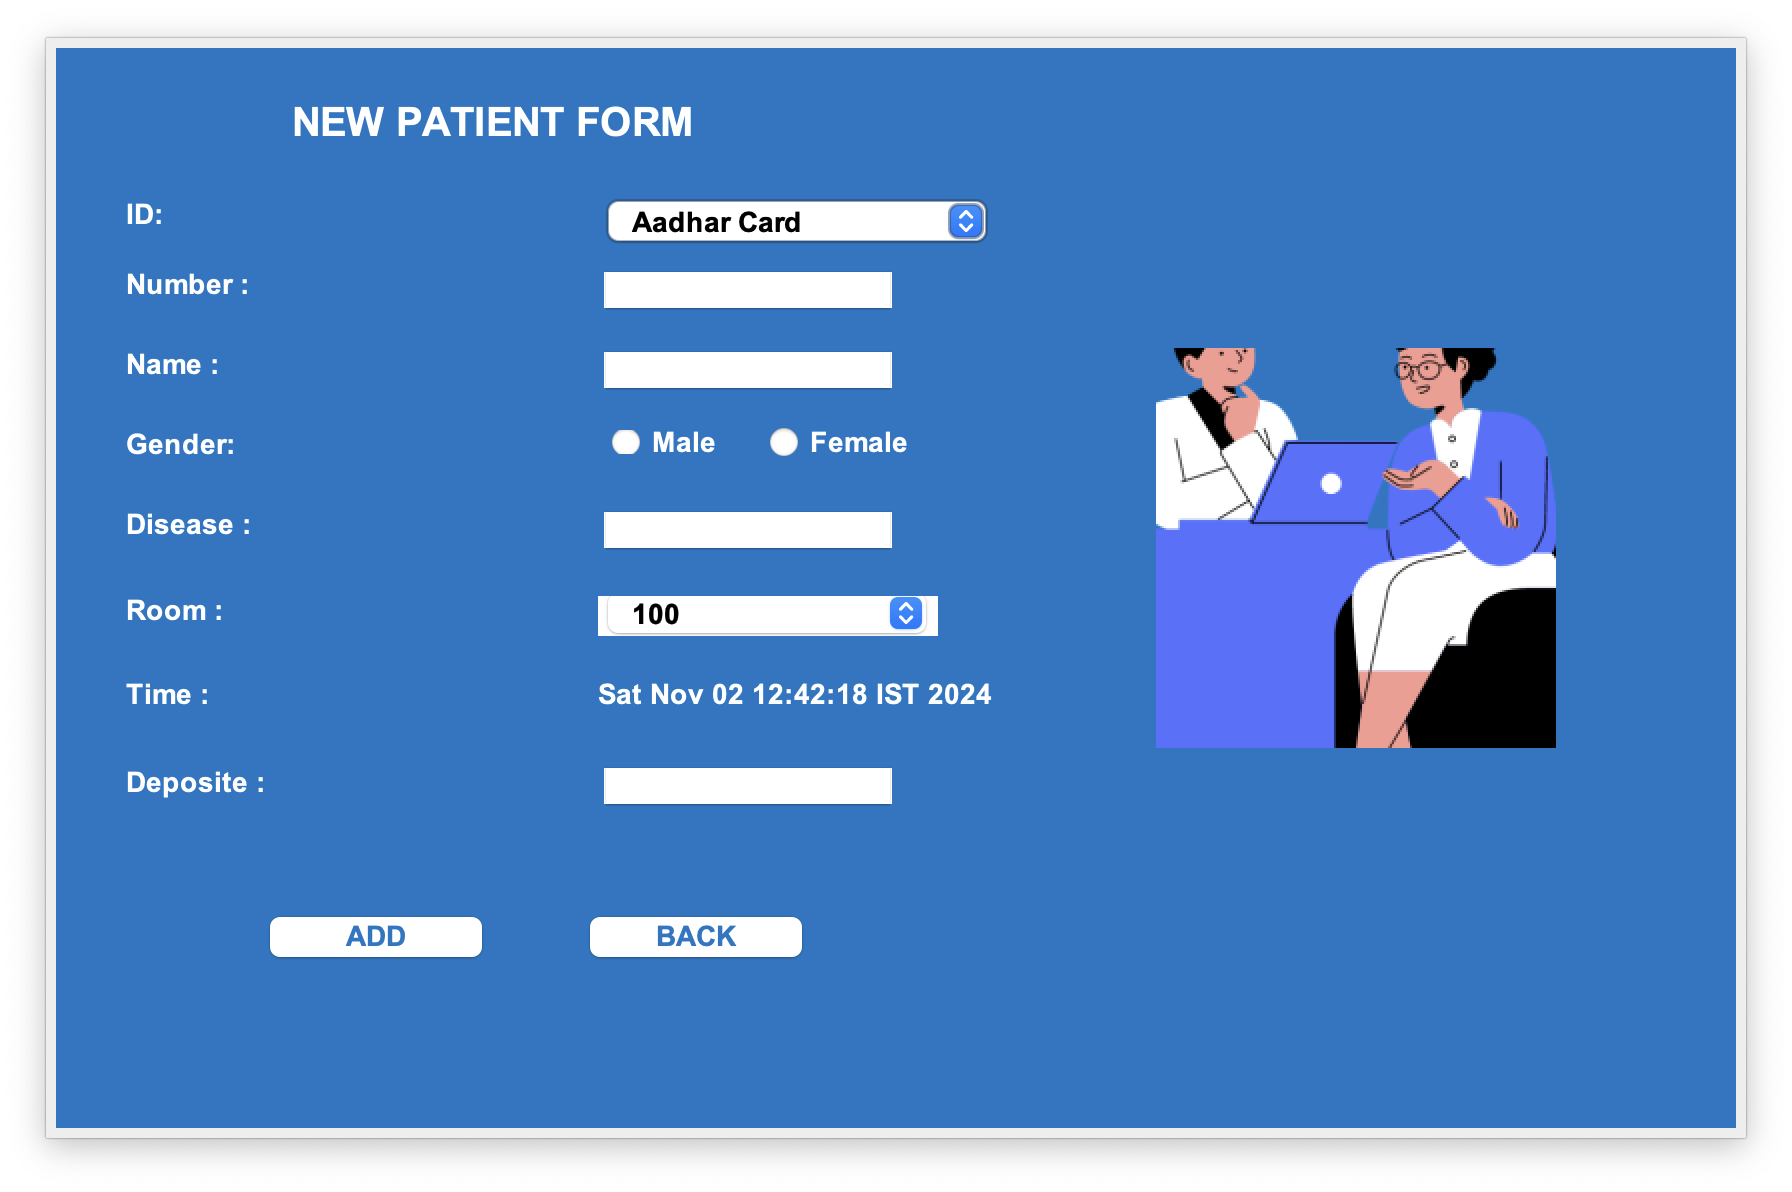 NEW PATIENT FORM
ID: Aadhar Card
Number :
Name :
Gender: Male Female
Disease :
Room : 100
Time : Sat Nov 02 12:42:18 IST 2024
Deposite :
ADD BACK